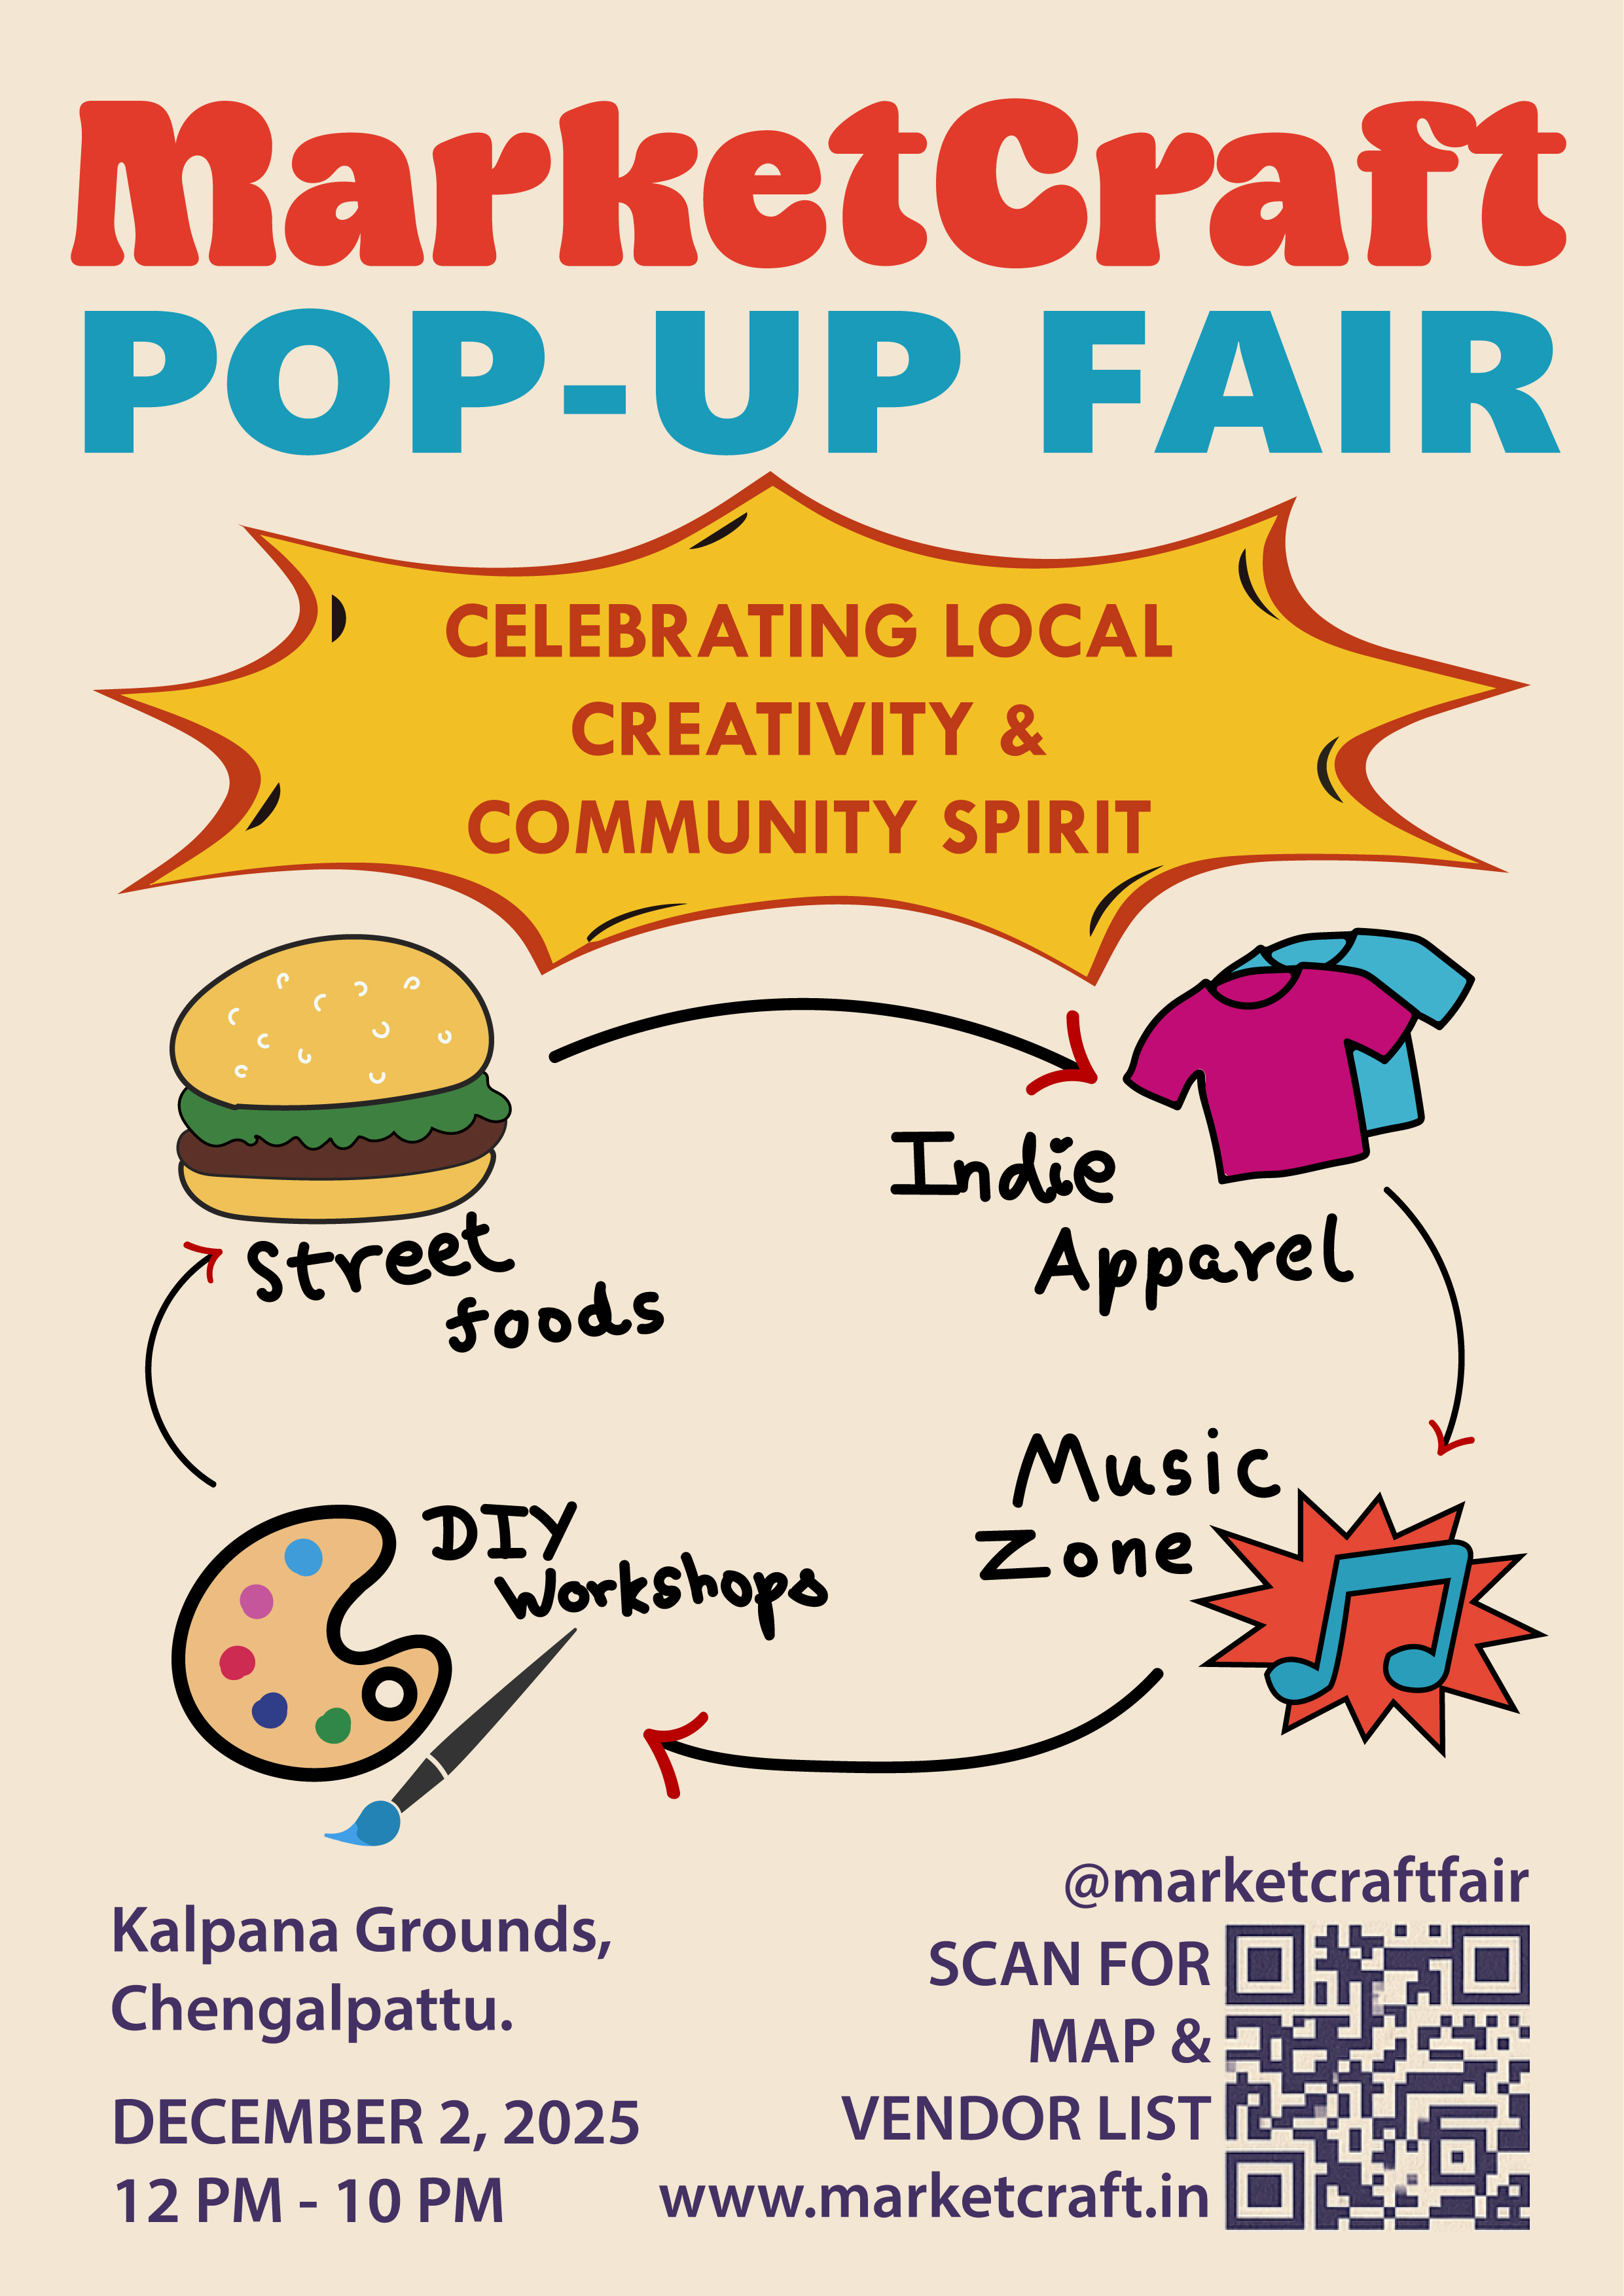 MarketCraft
POP-UP FAIR
CELEBRATING LOCAL
CREATIVITY &
COMMUNITY SPIRIT
Street
foods
Indie
Apparel
Music
Zone
DIY
Workshops
Kalpana Grounds,
Chengalpattu.
DECEMBER 2, 2025
12 PM - 10 PM
@marketcraftfair
SCAN FOR
MAP &
VENDOR LIST
www.marketcraft.in